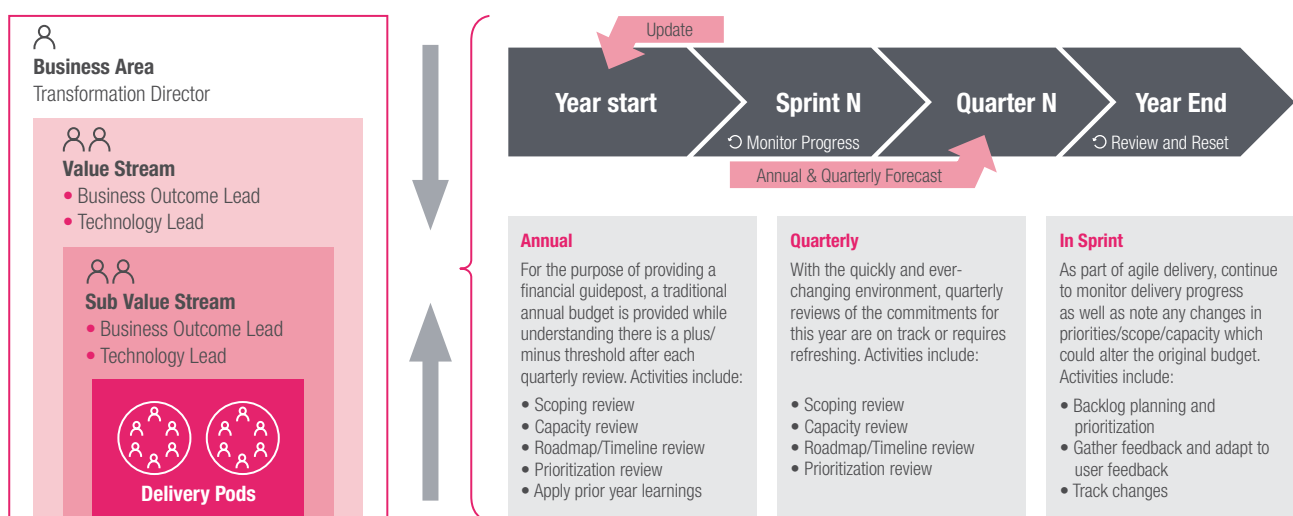 Business Area
Transformation Director
Value Stream
• Business Outcome Lead
• Technology Lead
Sub Value Stream
• Business Outcome Lead
• Technology Lead
Delivery Pods
Update
Year start
Sprint N
Monitor Progress
Quarter N
Year End
Review and Reset
Annual & Quarterly Forecast
Annual
For the purpose of providing a
financial guidepost, a traditional
annual budget is provided while
understanding there is a plus/
minus threshold after each
quarterly review. Activities include:
• Scoping review
• Capacity review
• Roadmap/Timeline review
• Prioritization review
• Apply prior year learnings
Quarterly
With the quickly and ever-
changing environment, quarterly
reviews of the commitments for
this year are on track or requires
refreshing. Activities include:
• Scoping review
• Capacity review
• Roadmap/Timeline review
• Prioritization review
In Sprint
As part of agile delivery, continue
to monitor delivery progress
as well as note any changes in
priorities/scope/capacity which
could alter the original budget.
Activities include:
• Backlog planning and
prioritization
• Gather feedback and adapt to
user feedback
• Track changes